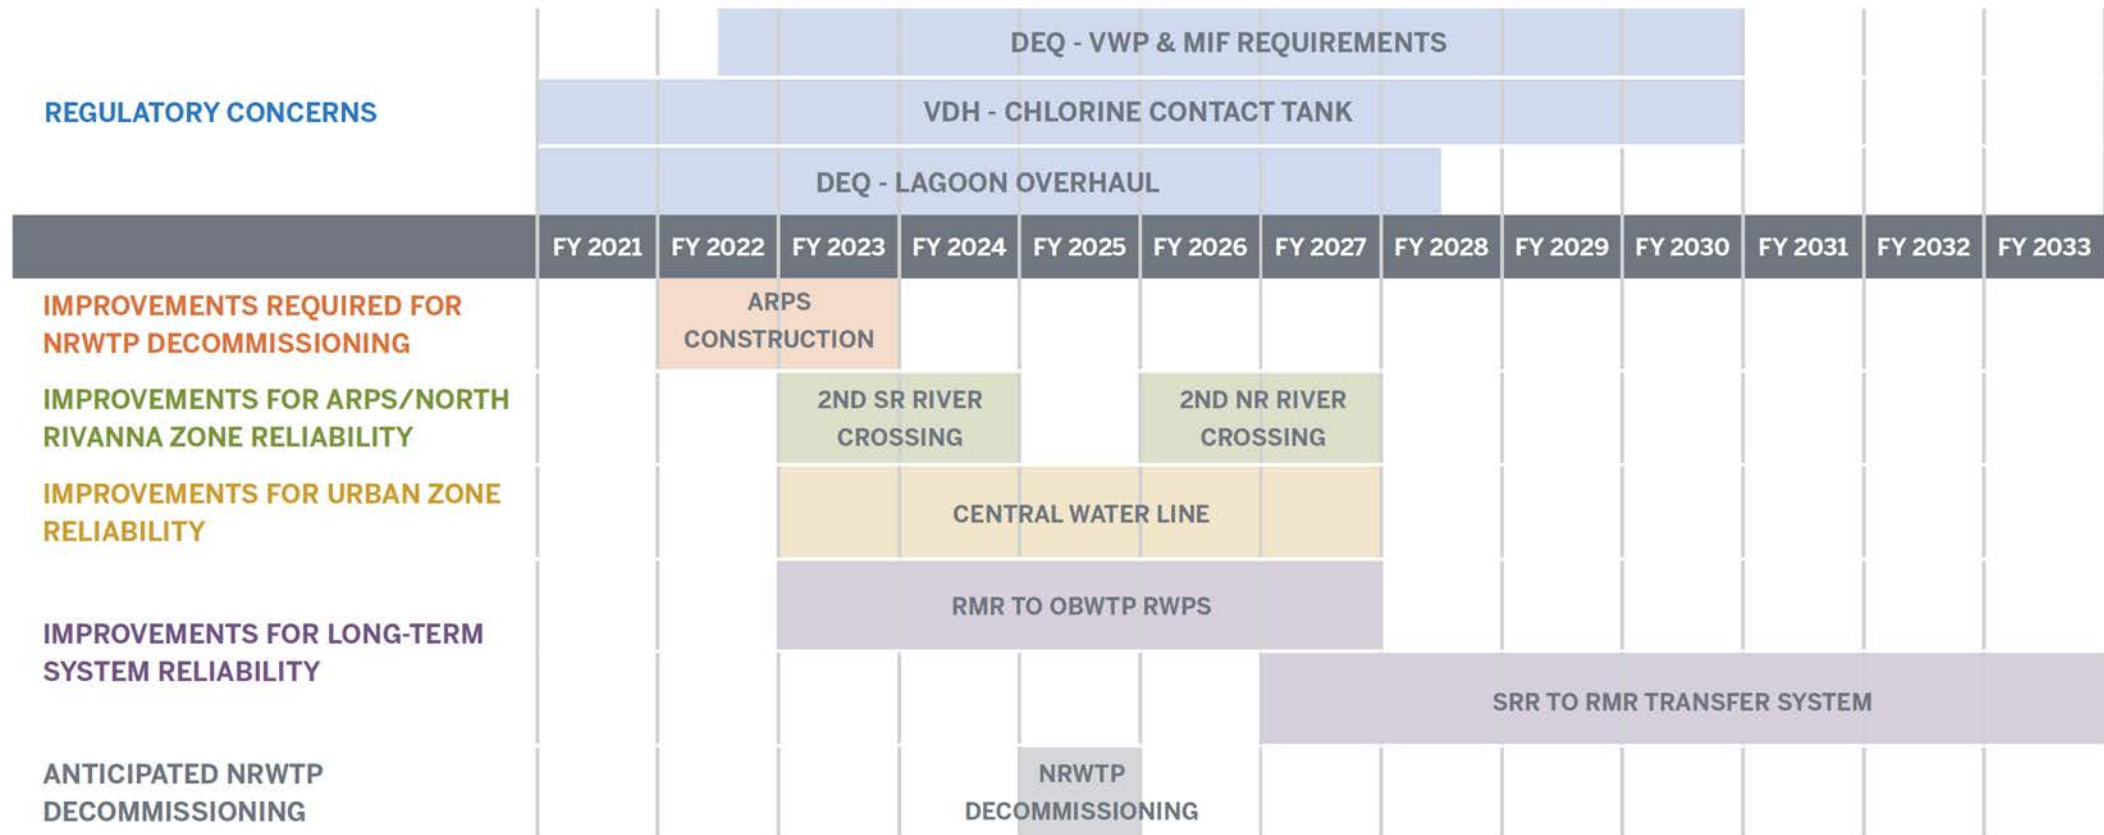 DEQ - VWP & MIF REQUIREMENTS
REGULATORY CONCERNS
VDH - CHLORINE CONTACT TANK
DEQ - LAGOON OVERHAUL
FY 2021 FY 2022 FY 2023 FY 2024 FY 2025 FY 2026 FY 2027 FY 2028 FY 2029 FY 2030 FY 2031 FY 2032 FY 2033
IMPROVEMENTS REQUIRED FOR
NRWTP DECOMMISSIONING
ARPS
CONSTRUCTION
IMPROVEMENTS FOR ARPS/NORTH
RIVANNA ZONE RELIABILITY
2ND SR RIVER
CROSSING
2ND NR RIVER
CROSSING
IMPROVEMENTS FOR URBAN ZONE
RELIABILITY
CENTRAL WATER LINE
IMPROVEMENTS FOR LONG-TERM
SYSTEM RELIABILITY
RMR TO OBWTP RWPS
SRR TO RMR TRANSFER SYSTEM
ANTICIPATED NRWTP
DECOMMISSIONING
NRWTP
DECOMMISSIONING